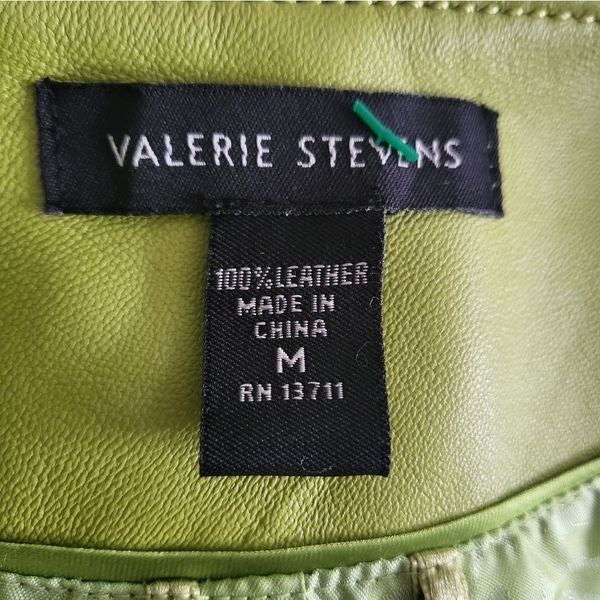 VALERIE STEVENS
100% LEATHER
MADE IN
CHINA
M
RN 13711